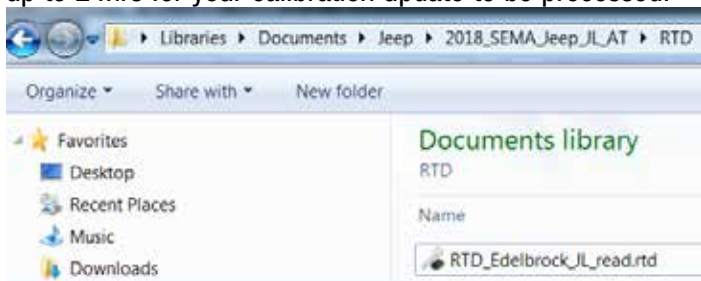 Libraries ▸ Documents ▸ Jeep ▸ 2018_SEMA_Jeep_JL_AT ▸ RTD
Organize Share with New folder
Favorites
Desktop
Recent Places
Music
Downloads
Documents library
RTD
Name
RTD_Edelbrock_JL_read.rtd